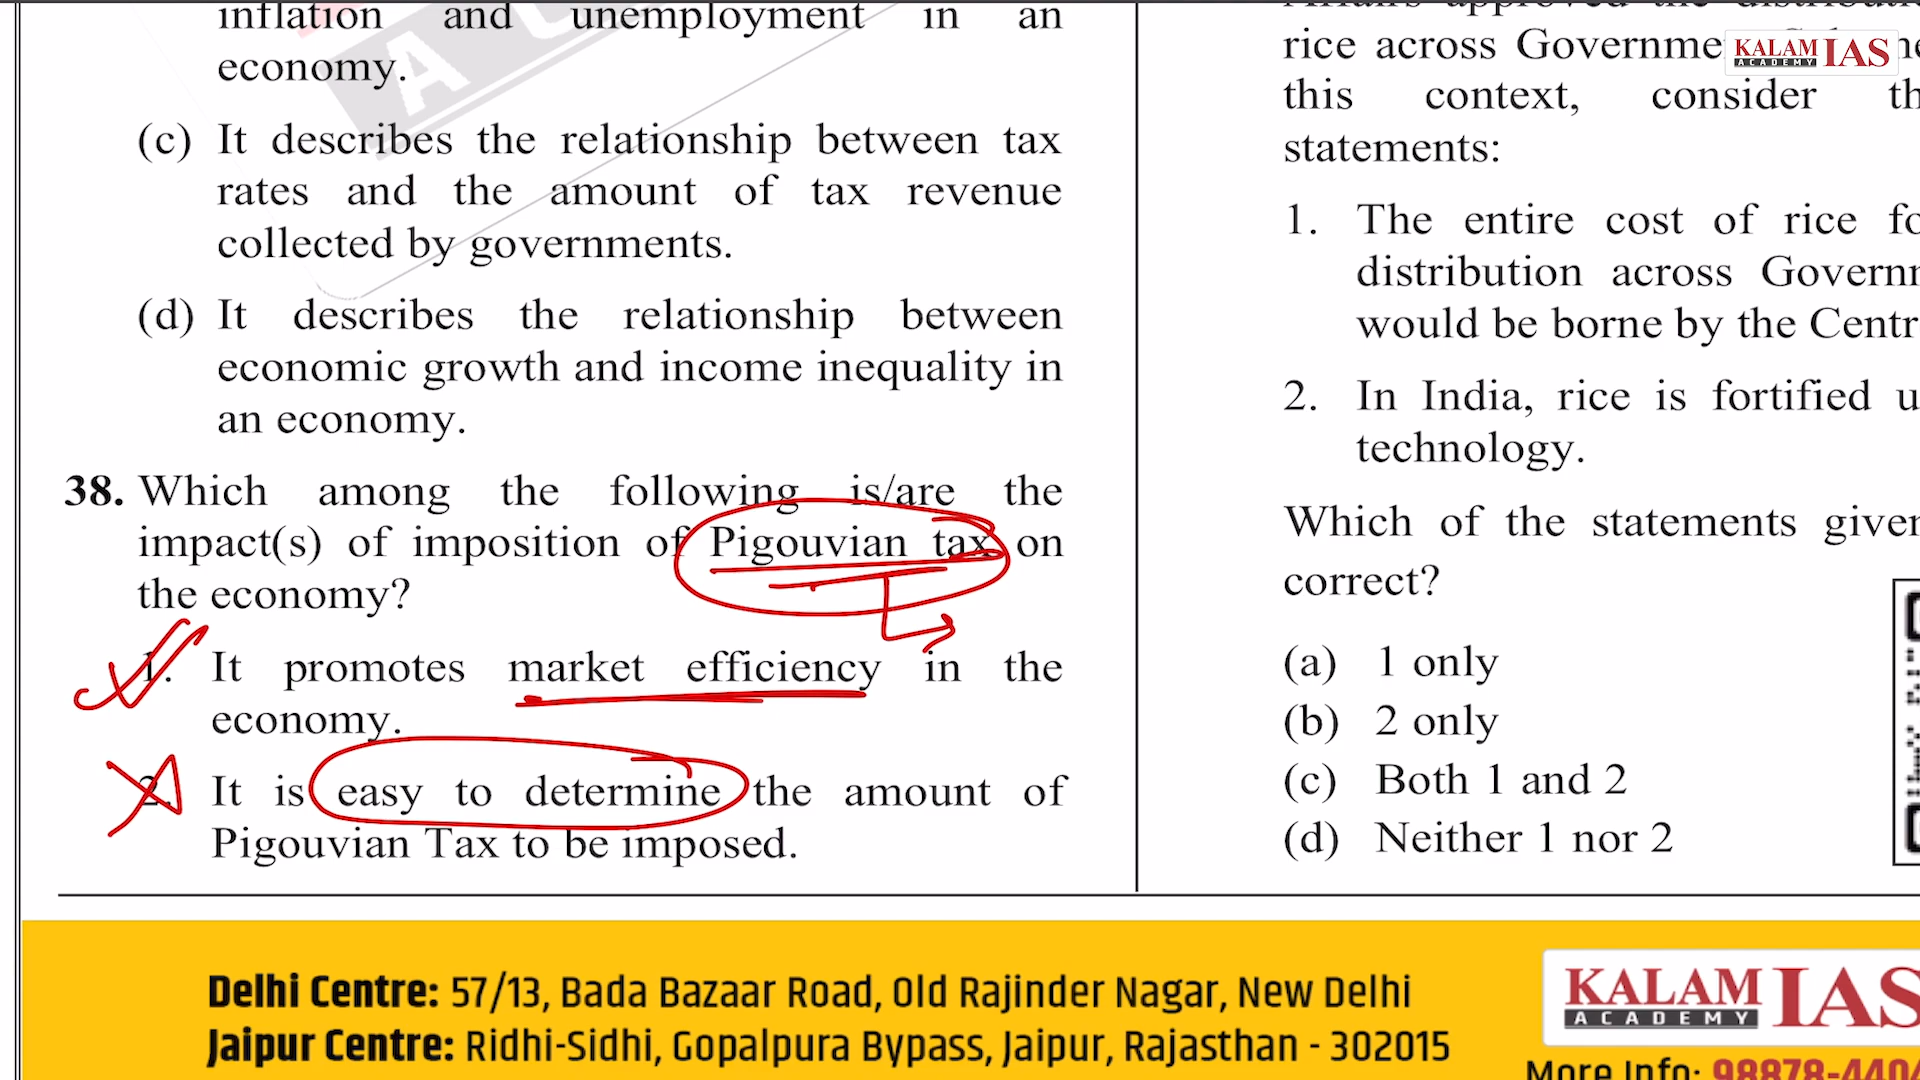 inflation and unemployment in an
economy.
(c) It describes the relationship between tax
rates and the amount of tax revenue
collected by governments.
(d) It describes the relationship between
economic growth and income inequality in
an economy.
38. Which among the following is/are the
impact(s) of imposition of Pigouvian tax on
the economy?
1. It promotes market efficiency in the
economy.
2. It is easy to determine the amount of
Pigouvian Tax to be imposed.
approved the
rice across
this context, consider
statements:
1. The entire cost of rice
distribution across
would be borne by the
2. In India, rice is fortified
technology.
Which of the statements
correct?
(a) 1 only
(b) 2 only
(c) Both 1 and 2
(d) Neither 1 nor 2
KALAM IAS
ACADEMY
Delhi Centre: 57/13, Bada Bazaar Road, Old Rajinder Nagar, New Delhi
Jaipur Centre: Ridhi-Sidhi, Gopalpura Bypass, Jaipur, Rajasthan - 302015
KALAM IAS
ACADEMY
More Info: 98878-440